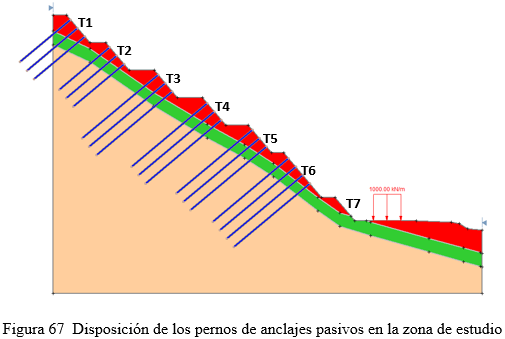 T1
T2
T3
T4
T5
T6
T7
1000.00 kN/m
Figura 67 Disposición de los pernos de anclajes pasivos en la zona de estudio